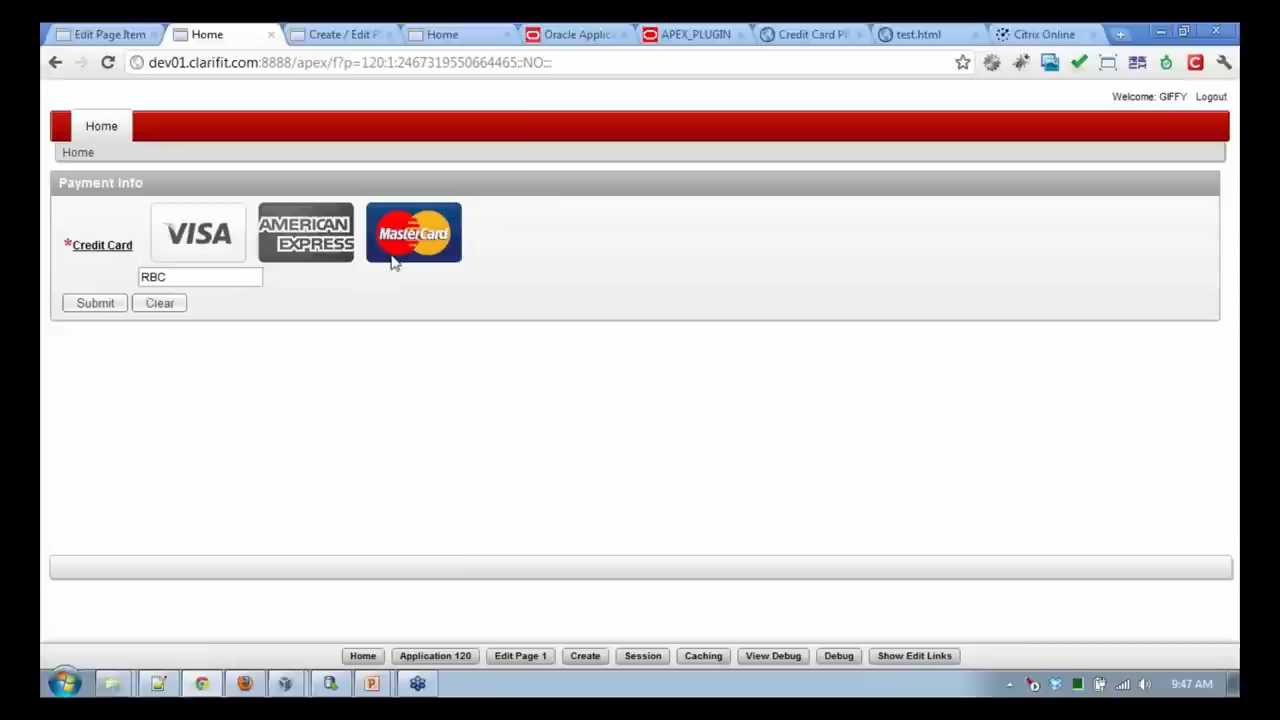 Edit Page Item
Home
Create / Edit P
Home
Oracle Applic
APEX_PLUGIN
Credit Card Pl
test.html
Citrix Online
dev01.clarifit.com:8888/apex/f?p=120:1:2467319550664465::NO:::
Welcome: GIFFY Logout
Home
Home
Payment Info
*Credit Card
VISA
AMERICAN
EXPRESS
MasterCard
RBC
Submit Clear
Home Application 120 Edit Page 1 Create Session Caching View Debug Debug Show Edit Links
9:47 AM